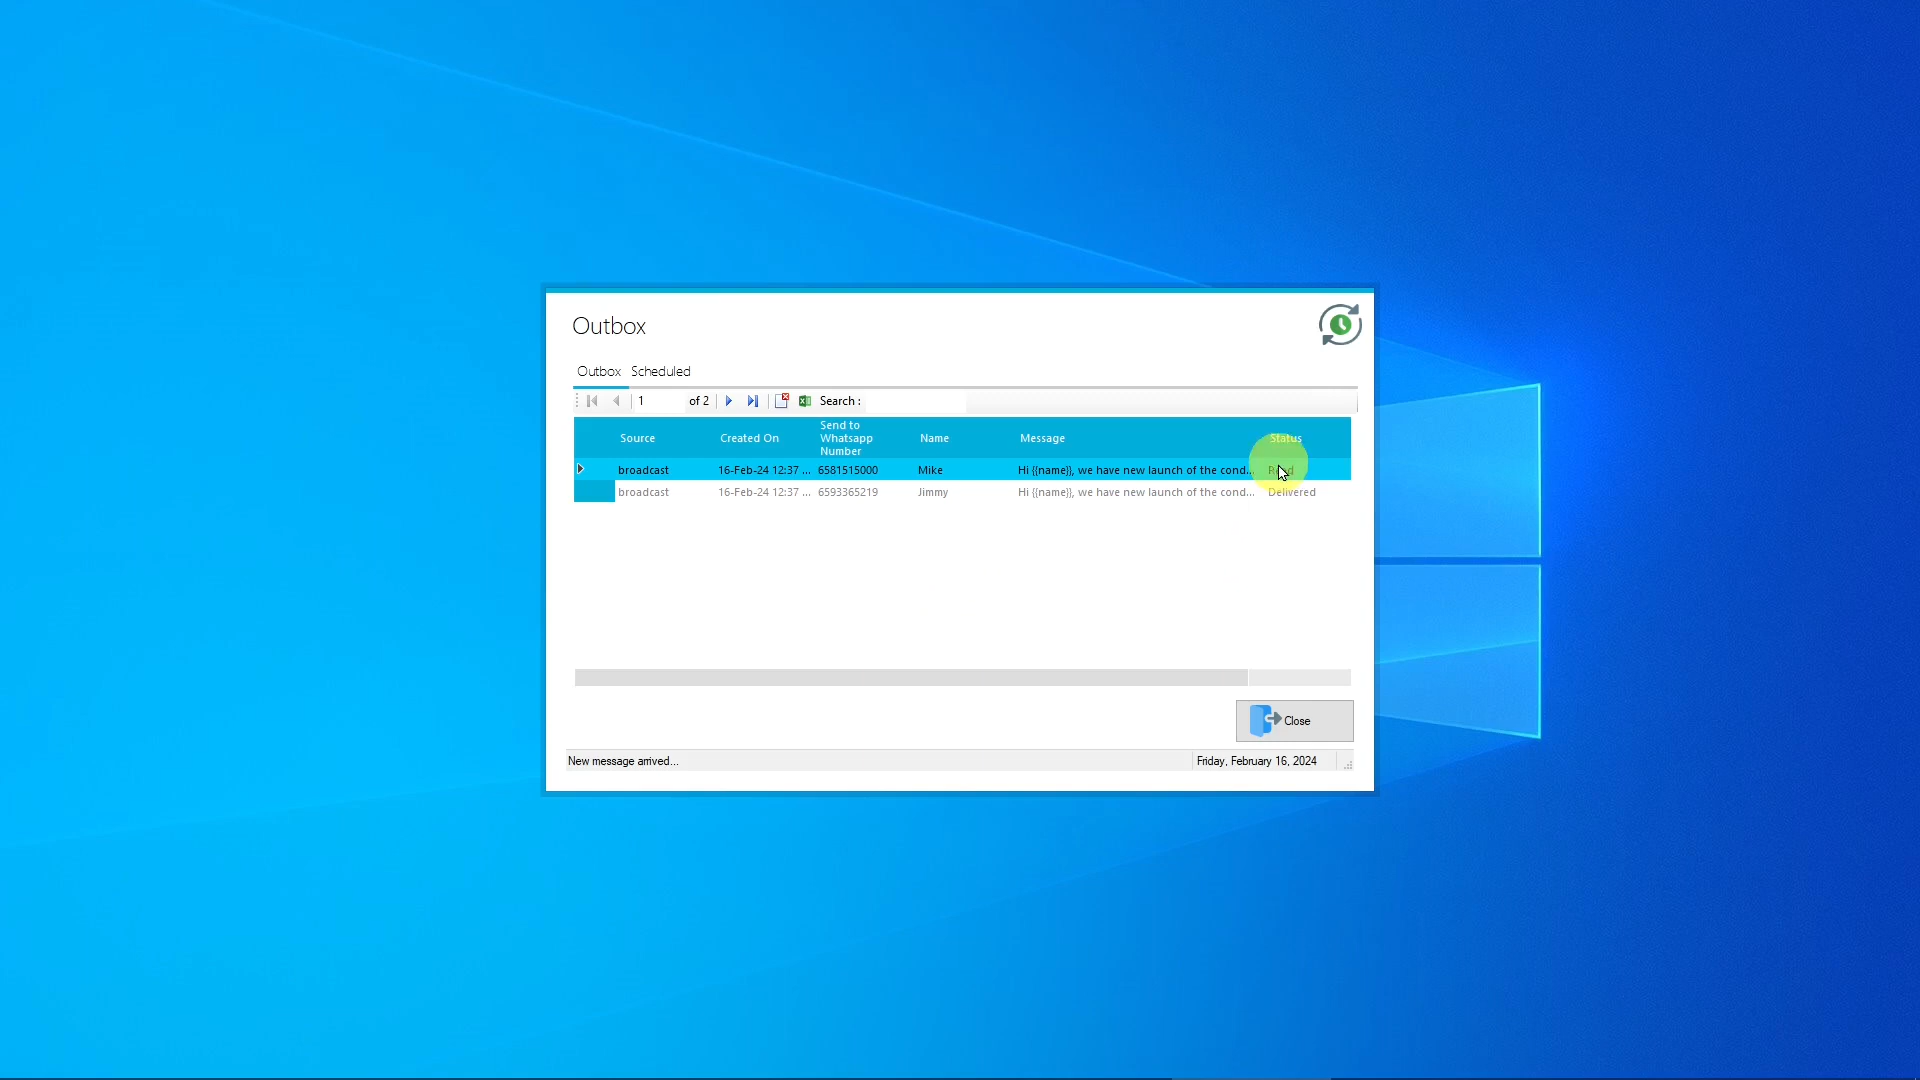 Outbox
Outbox Scheduled
1 of 2 Search :
Source Created On Send to Whatsapp Number Name Message Status
broadcast 16-Feb-24 12:37 ... 6581515000 Mike Hi {{name}}, we have new launch of the cond... Read
broadcast 16-Feb-24 12:37 ... 6593365219 Jimmy Hi {{name}}, we have new launch of the cond... Delivered
Close
New message arrived... Friday, February 16, 2024